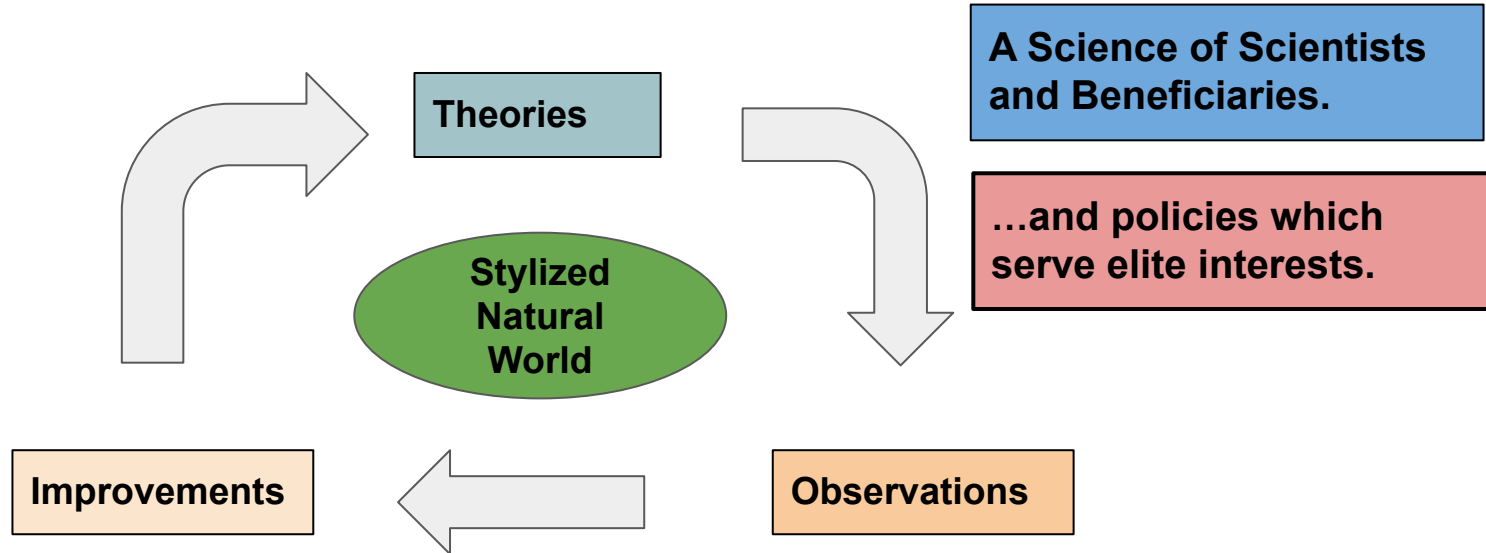 A Science of Scientists
and Beneficiaries.
Theories
…and policies which
serve elite interests.
Stylized
Natural
World
Improvements
Observations